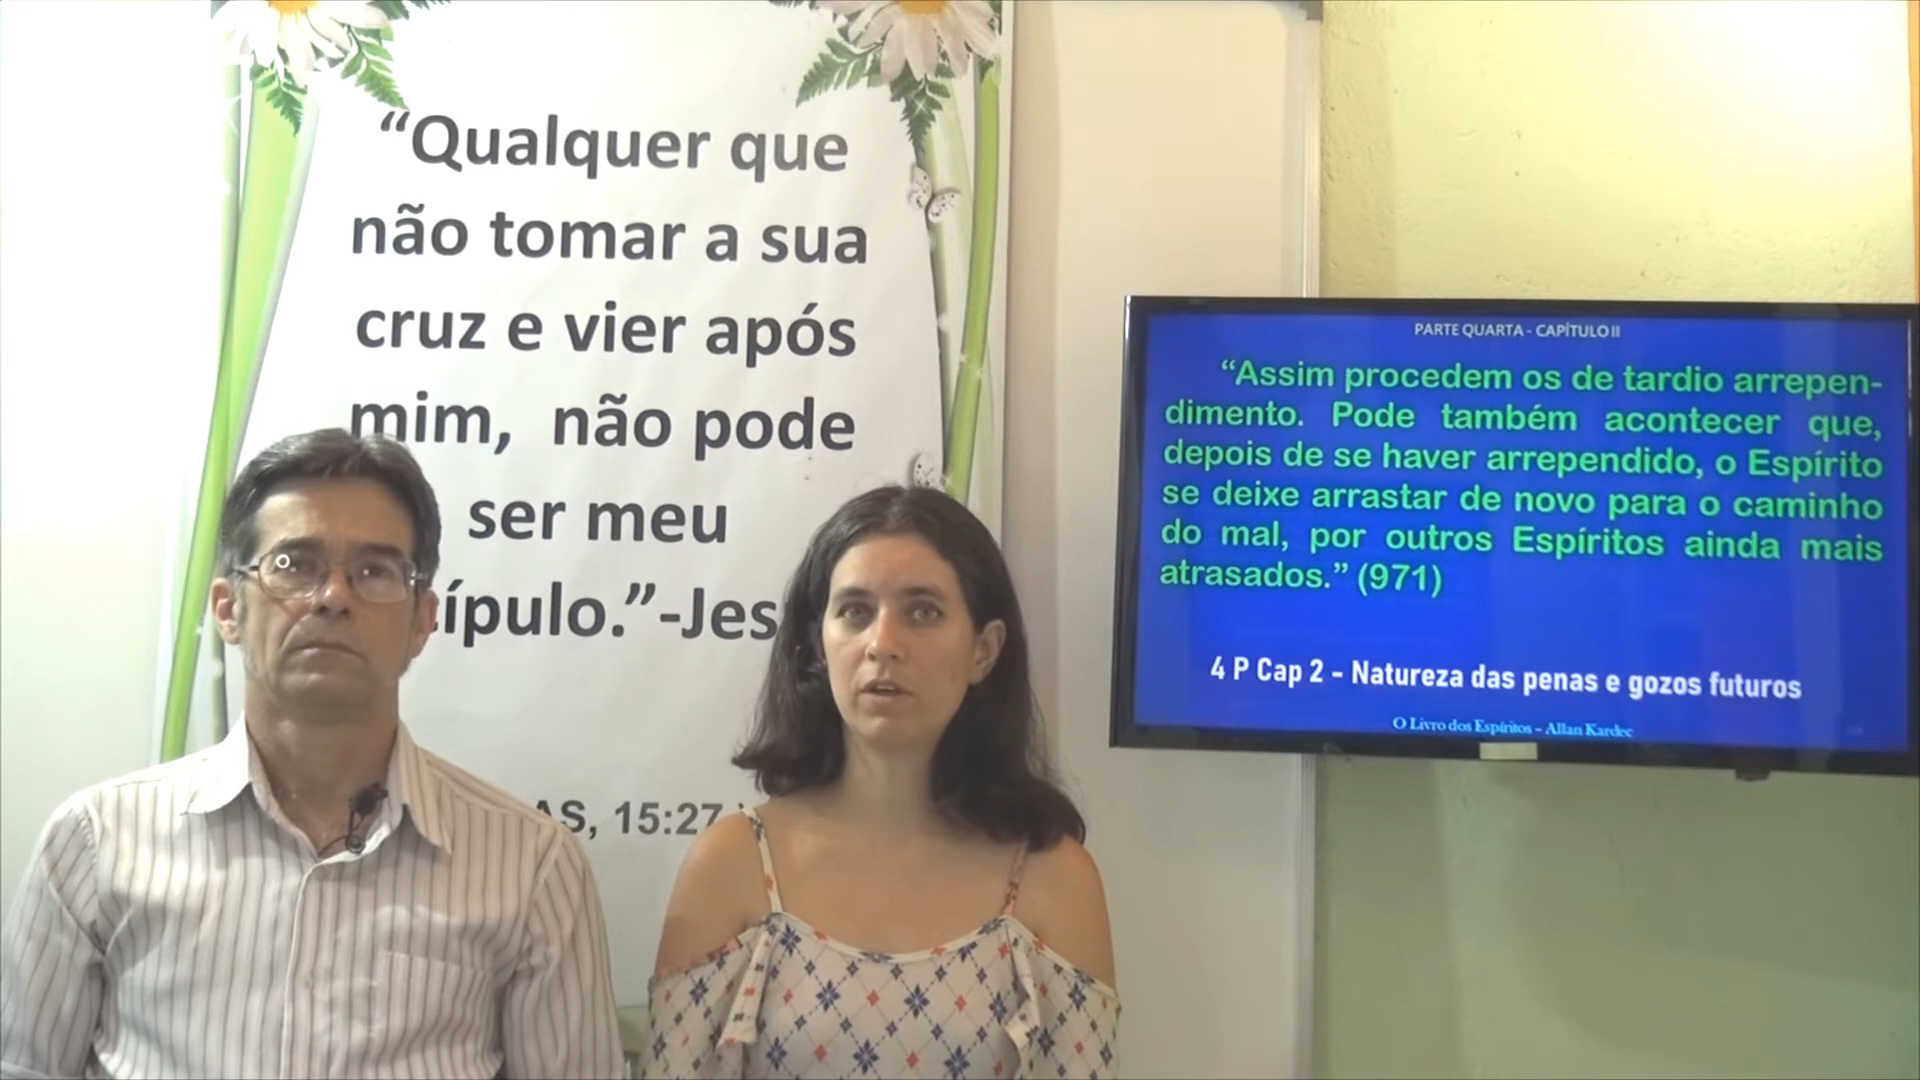 “Qualquer que
não tomar a sua
cruz e vier após
mim, não pode
ser meu
cípulo.”-Jes
AS, 15:27
PARTE QUARTA - CAPÍTULO II
“Assim procedem os de tardio arrepen-
dimento. Pode também acontecer que,
depois de se haver arrependido, o Espírito
se deixe arrastar de novo para o caminho
do mal, por outros Espíritos ainda mais
atrasados.” (971)
4 P Cap 2 - Natureza das penas e gozos futuros
O Livro dos Espíritos - Allan Kardec